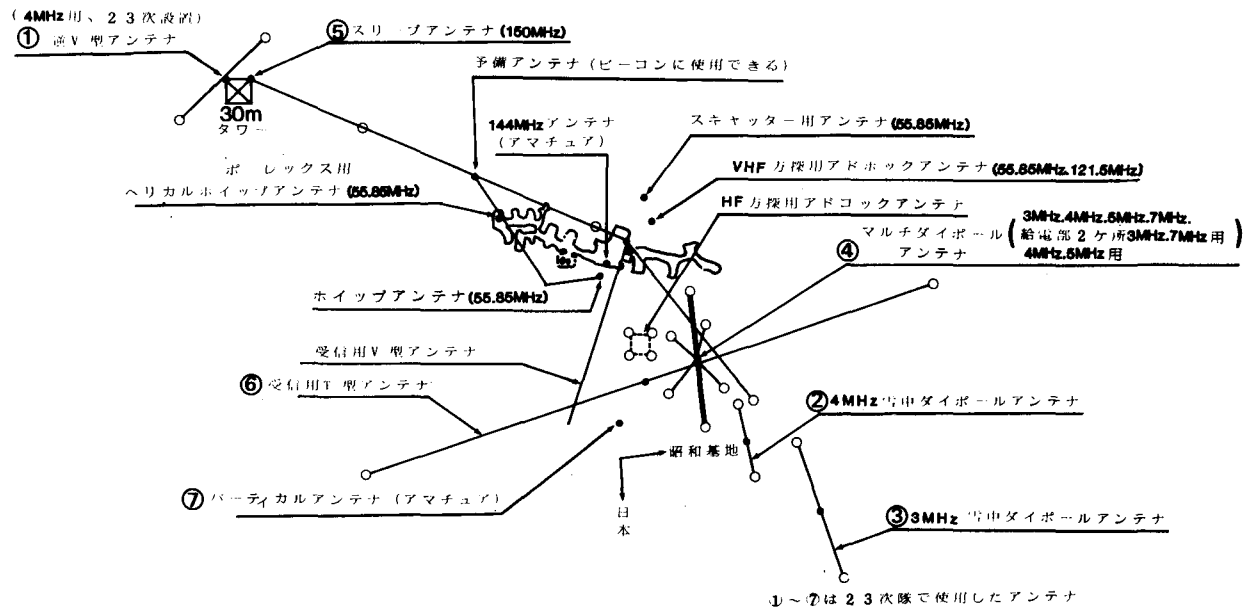 (4MHz用、23次設置)
① 逆V型アンテナ
⑤スリーブアンテナ(150MHz)
予備アンテナ(ビーコンに使用できる)
30m
タワー
144MHzアンテナ
(アマチュア)
スキャッター用アンテナ(55.85MHz)
ポーレックス用
ヘリカルホイップアンテナ(55.85MHz)
VHF方探用アドホックアンテナ(55.85MHz.121.5MHz)
HF方探用アドコックアンテナ
マルチダイポール
アンテナ
(3MHz.4MHz.5MHz.7MHz.
給電部2ケ所3MHz.7MHz用
4MHz.5MHz用)
④
ホイップアンテナ(55.85MHz)
受信用V型アンテナ
⑥受信用T型アンテナ
②4MHz雪中ダイポールアンテナ
昭和基地
日本
⑦バーティカルアンテナ(アマチュア)
③3MHz雪中ダイポールアンテナ
①~⑦は23次隊で使用したアンテナ